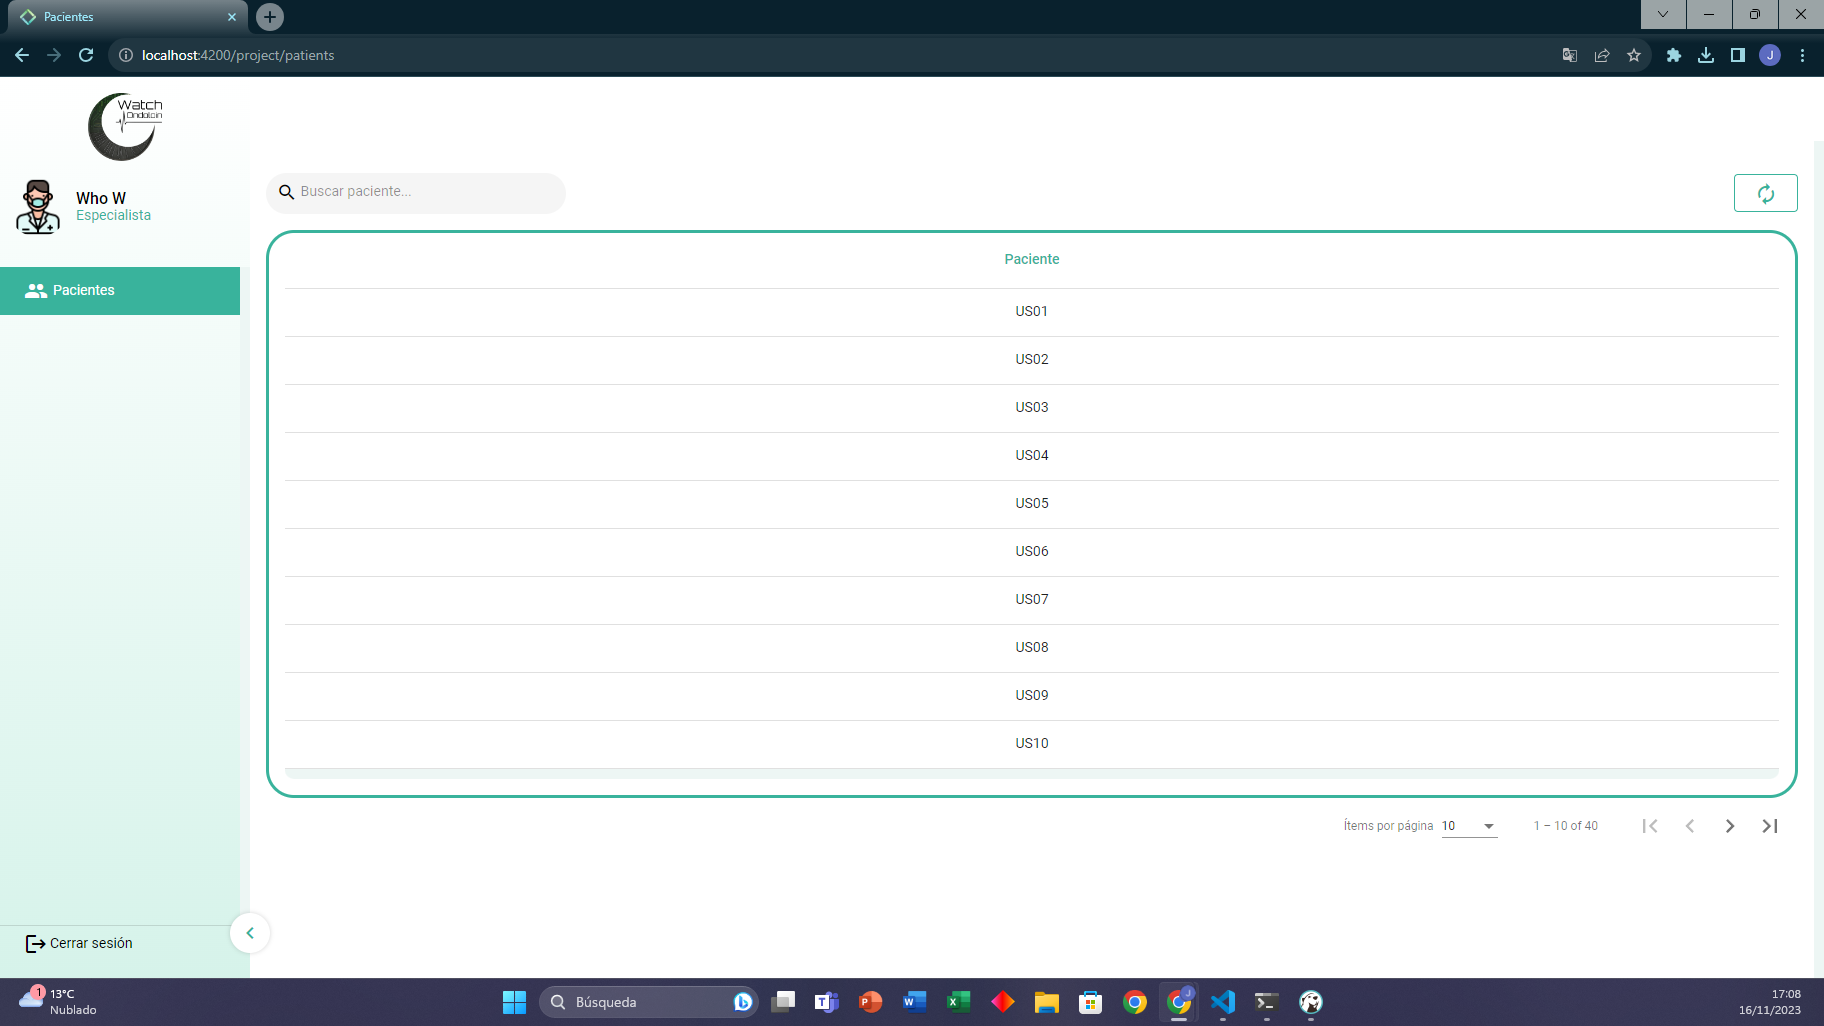 Pacientes
localhost:4200/project/patients
J
Watch
Who W
Especialista
Pacientes
Buscar paciente...
Paciente
US01
US02
US03
US04
US05
US06
US07
US08
US09
US10
Ítems por página 10
1 – 10 of 40
Cerrar sesión
1
13°C
Nublado
Búsqueda
17:08
16/11/2023